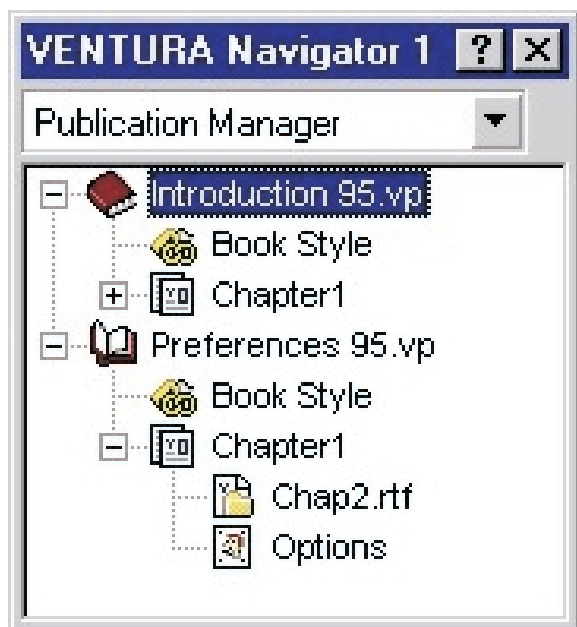 VENTURA Navigator 1
Publication Manager
Introduction 95.vp
Book Style
Chapter1
Preferences 95.vp
Book Style
Chapter1
Chap2.rtf
Options